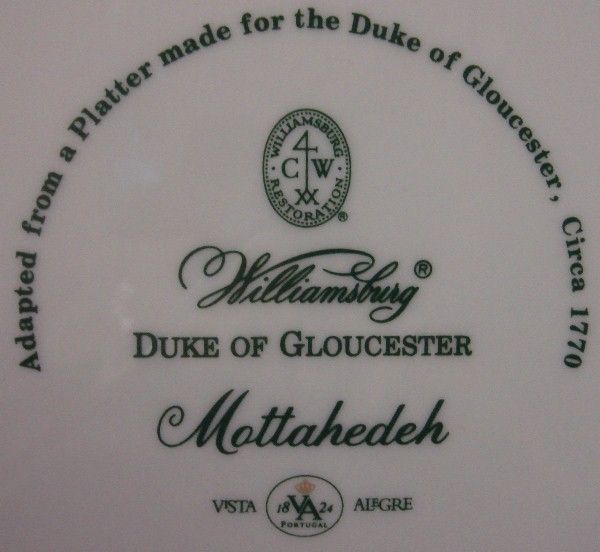 Adapted from a Platter made for the Duke of Gloucester, Circa 1770
WILLIAMSBURG
C W
RESTORATION ®
Williamsburg ®
DUKE OF GLOUCESTER
Mottahedeh
VISTA 18 VA 24 ALEGRE
PORTUGAL